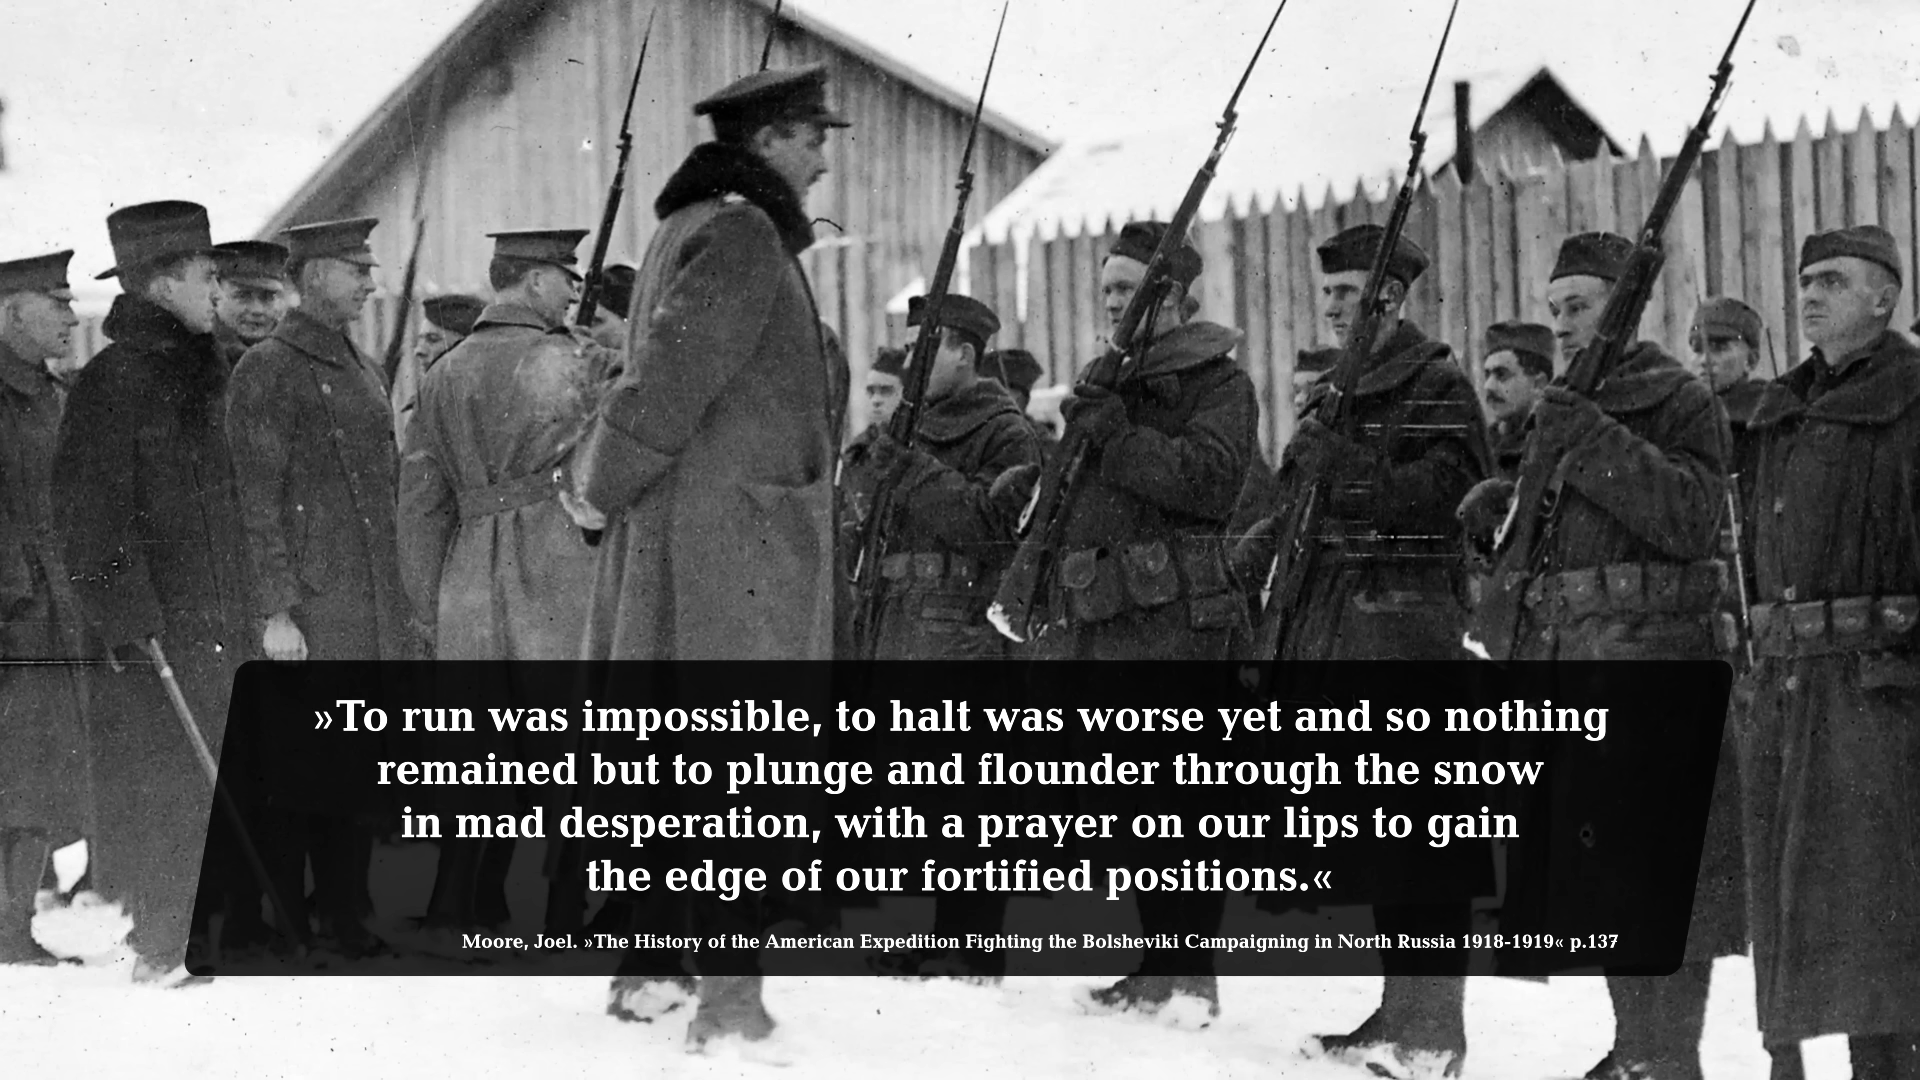 »To run was impossible, to halt was worse yet and so nothing
remained but to plunge and flounder through the snow
in mad desperation, with a prayer on our lips to gain
the edge of our fortified positions.«
Moore, Joel. »The History of the American Expedition Fighting the Bolsheviki Campaigning in North Russia 1918-1919« p.137